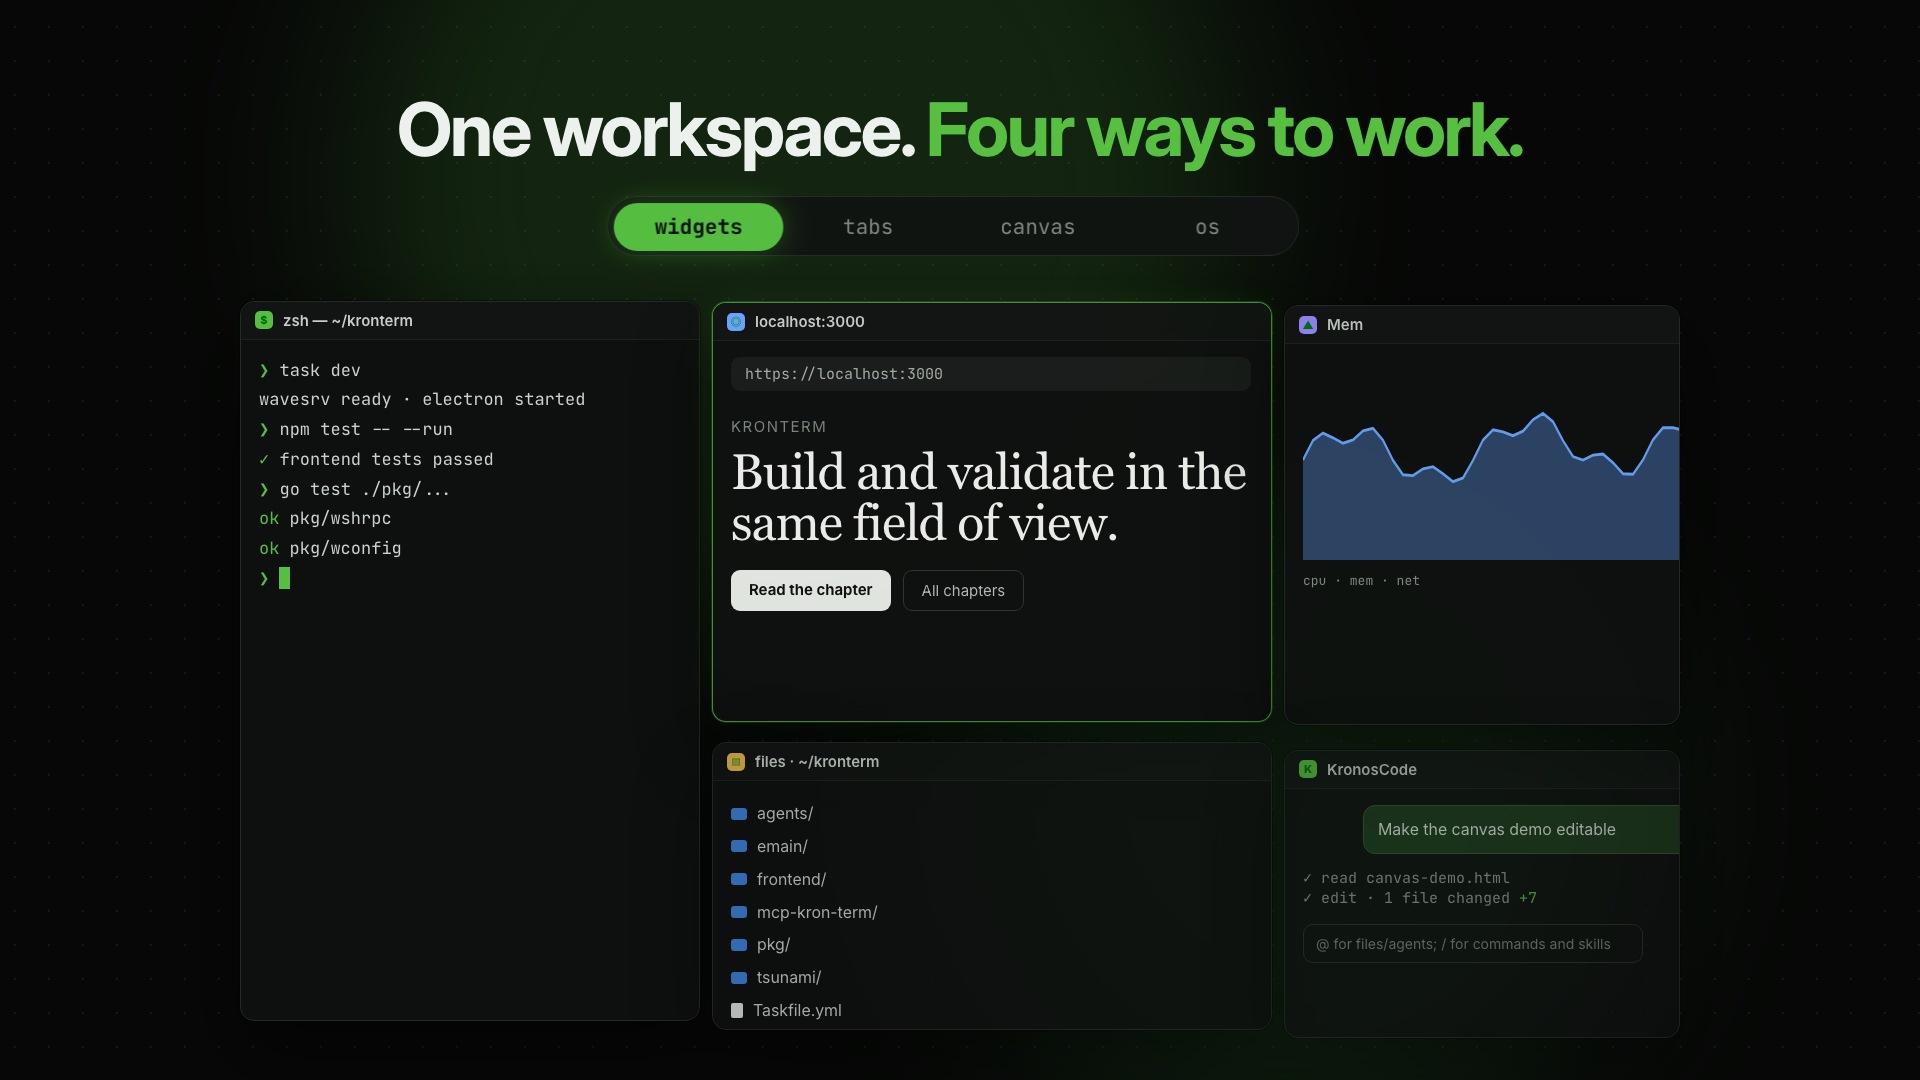 One workspace. Four ways to work.
widgets
tabs
canvas
os
$ zsh — ~/kronterm
❯ task dev
wavesrv ready · electron started
❯ npm test -- --run
✓ frontend tests passed
❯ go test ./pkg/...
ok pkg/wshrpc
ok pkg/wconfig
❯
localhost:3000
https://localhost:3000
KRONTERM
Build and validate in the
same field of view.
Read the chapter
All chapters
Mem
cpu · mem · net
files · ~/kronterm
agents/
emain/
frontend/
mcp-kron-term/
pkg/
tsunami/
Taskfile.yml
K KronosCode
Make the canvas demo editable
✓ read canvas-demo.html
✓ edit · 1 file changed +7
@ for files/agents; / for commands and skills